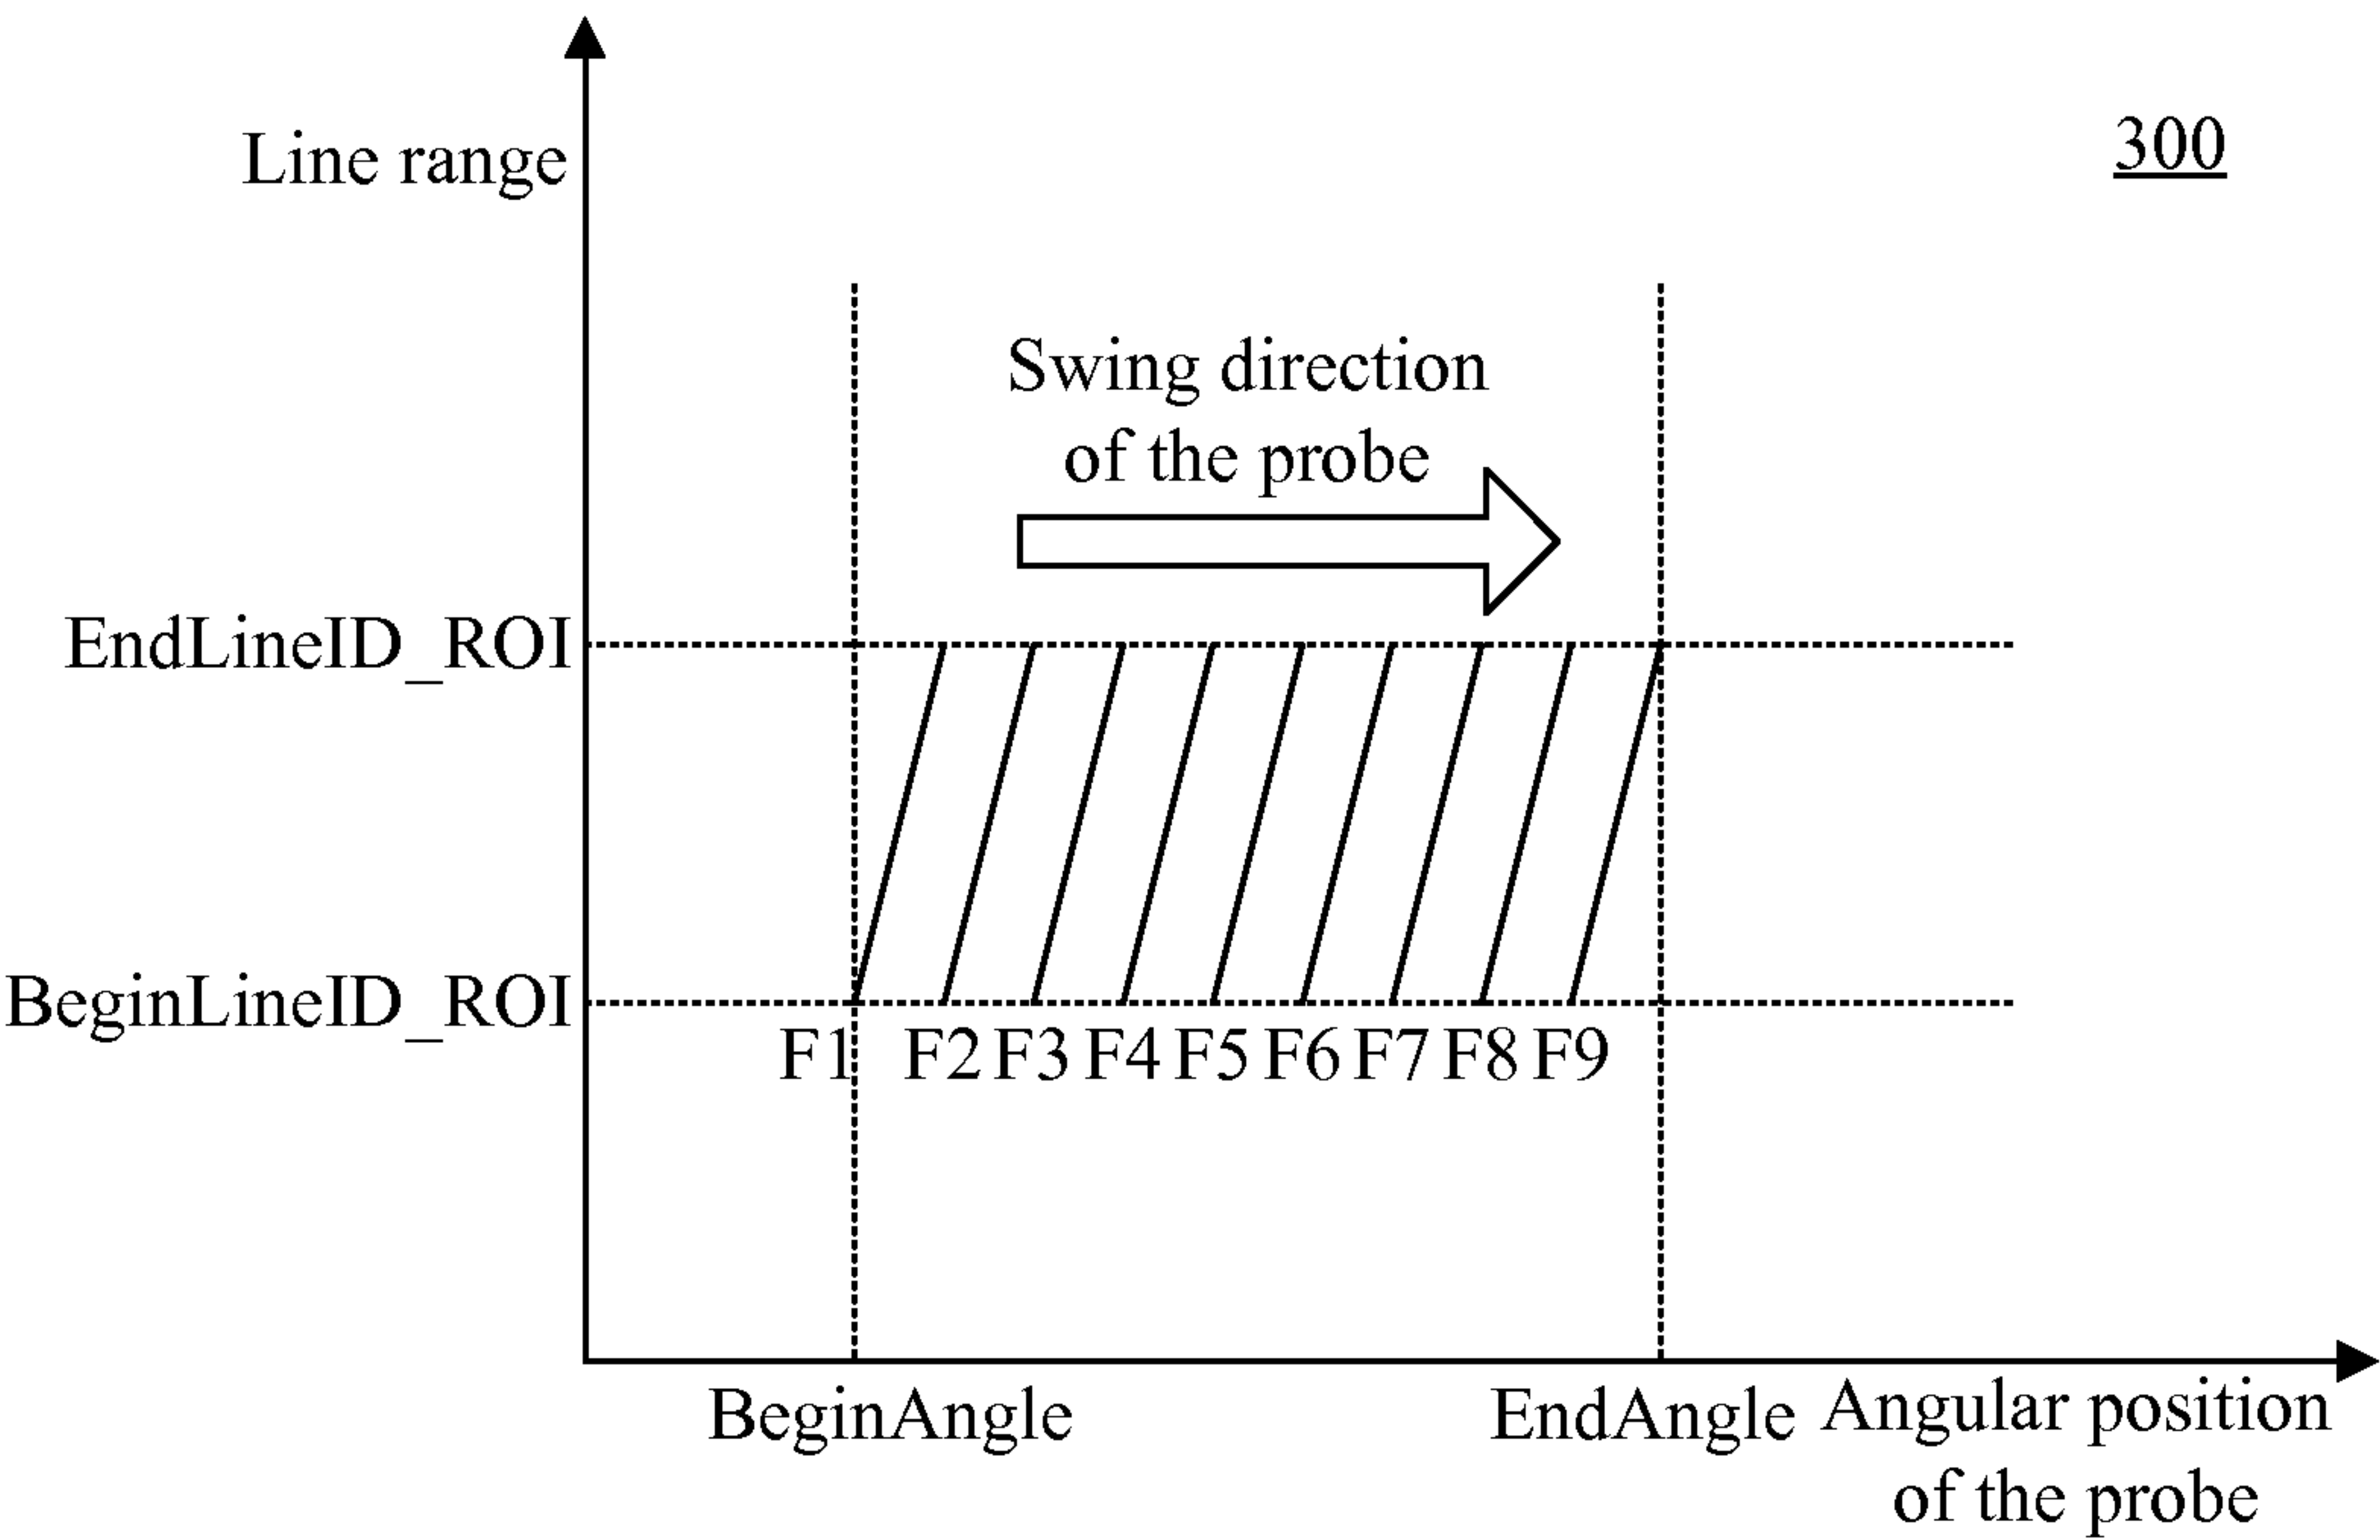 Line range
300
Swing direction
of the probe
EndLineID_ROI
BeginLineID_ROI
F1 F2 F3 F4 F5 F6 F7 F8 F9
BeginAngle
EndAngle
Angular position
of the probe